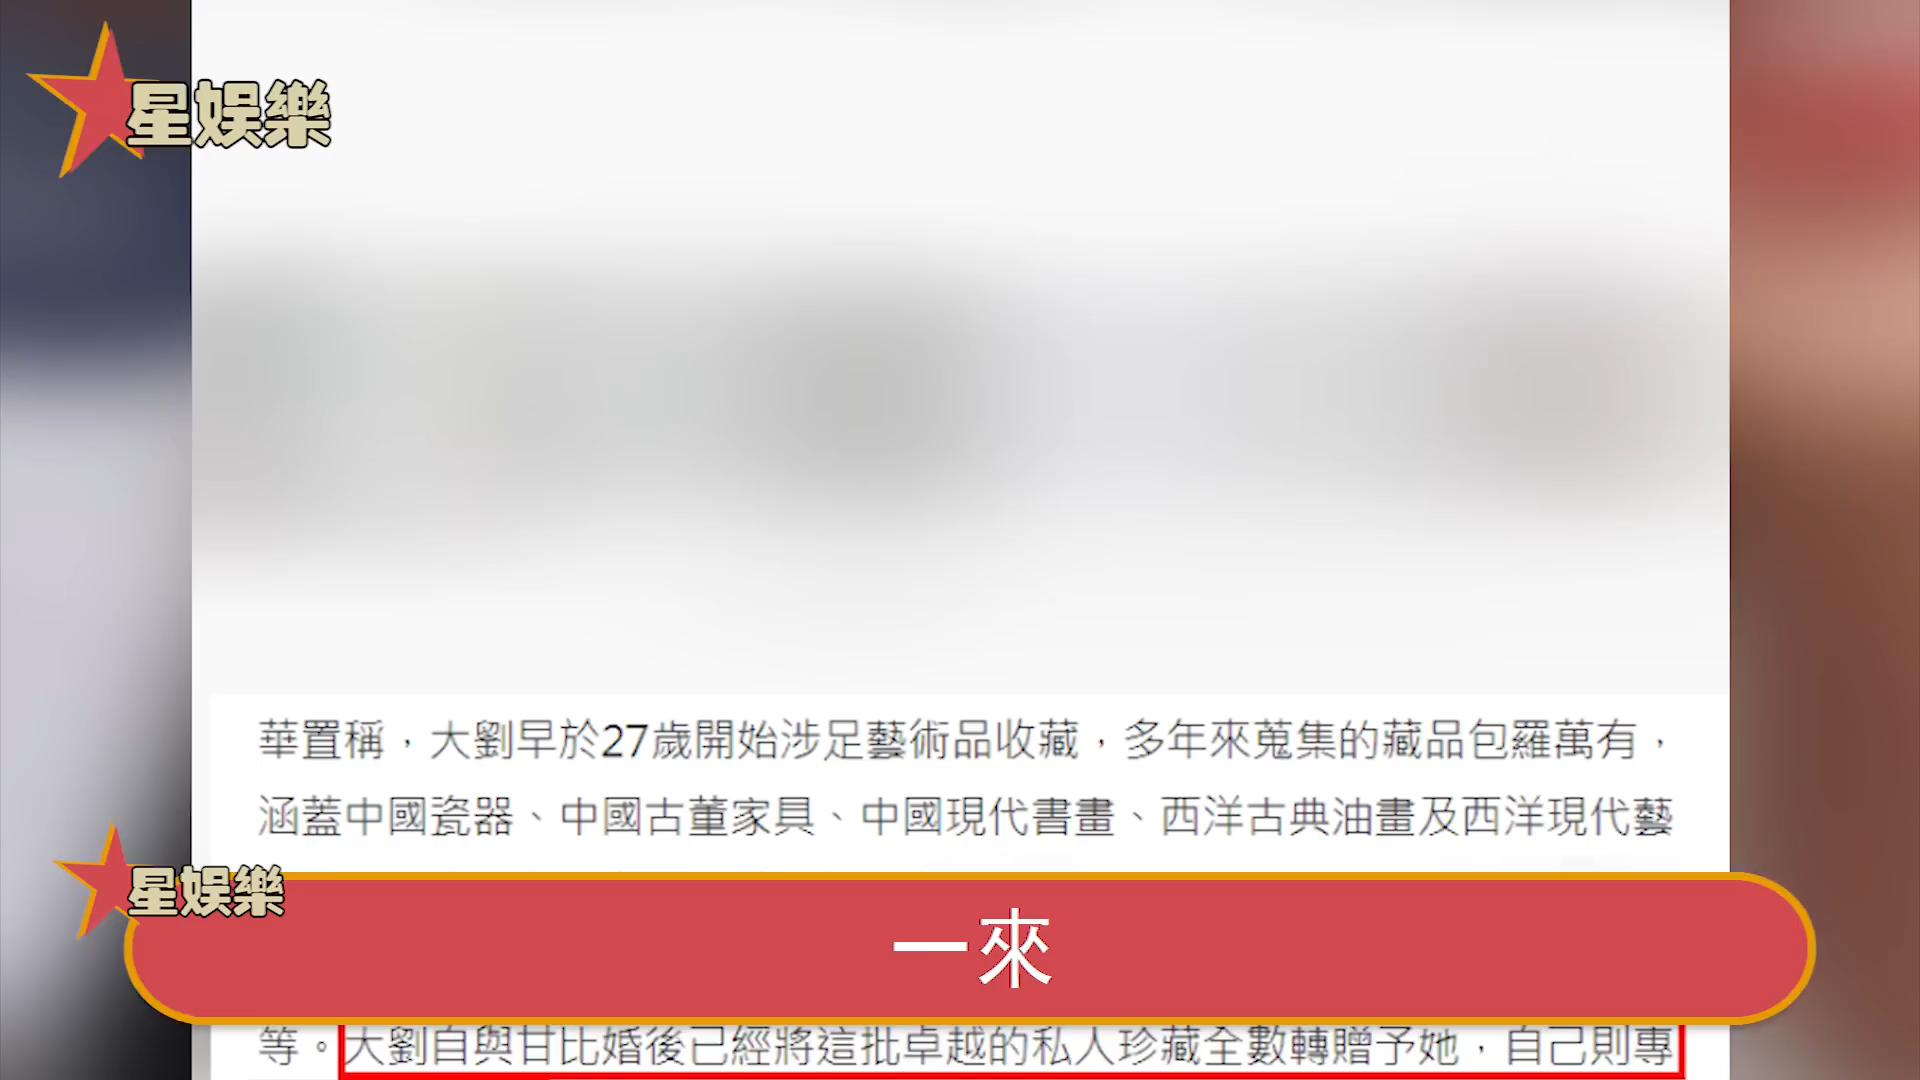 星娱樂
華置稱，大劉早於27歲開始涉足藝術品收藏，多年來蒐集的藏品包羅萬有，
涵蓋中國瓷器、中國古董家具、中國現代書畫、西洋古典油畫及西洋現代藝
星娱樂
一來
等。大劉自與甘比婚後已經將這批卓越的私人珍藏全數轉贈予她，自己則專